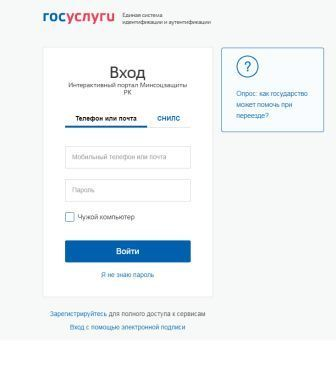 госуслуги
Единая система
идентификации и аутентификации
Вход
Интерактивный портал Минсоцзащиты
РК
Телефон или почта
СНИЛС
Мобильный телефон или почта
Пароль
Чужой компьютер
Войти
Я не знаю пароль
?
Опрос: как государство
может помочь при
переезде?
Зарегистрируйтесь для полного доступа к сервисам
Вход с помощью электронной подписи